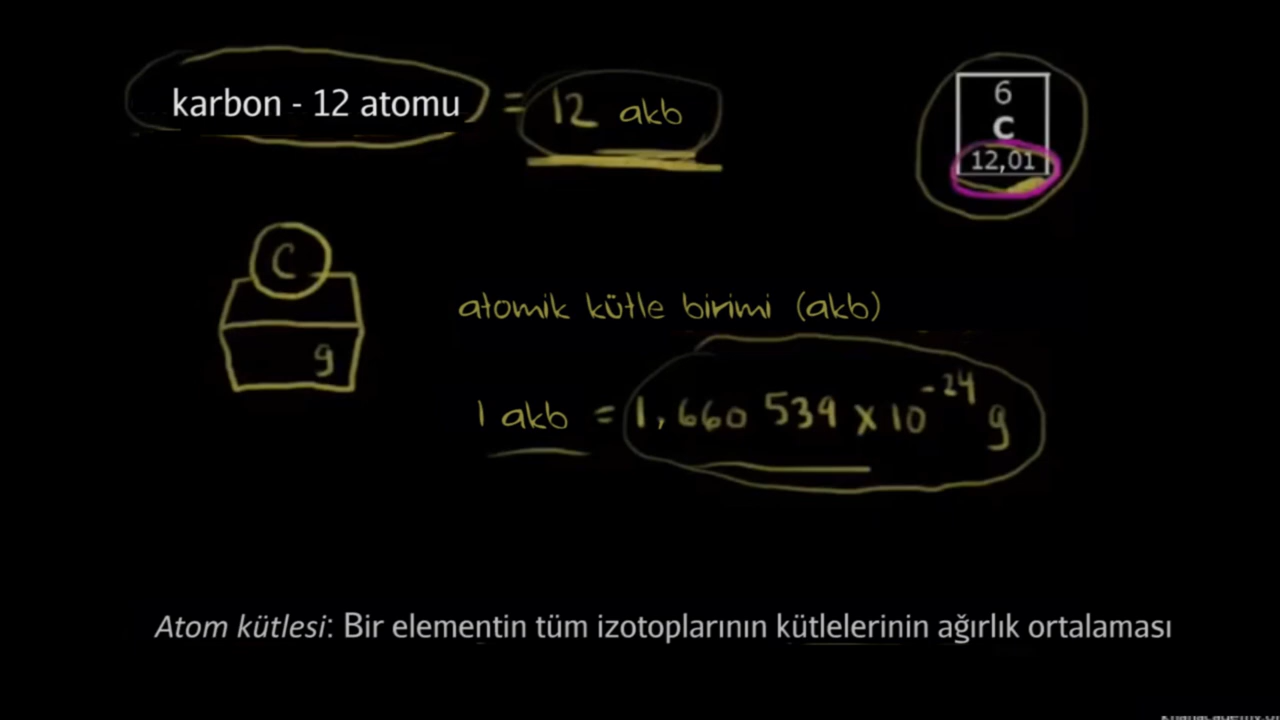 karbon - 12 atomu = 12 akb
6
C
12,01
C
g
atomik kütle birimi (akb)
1 akb = 1,660 539 x 10^-24 g
Atom kütlesi: Bir elementin tüm izotoplarının kütlelerinin ağırlık ortalaması